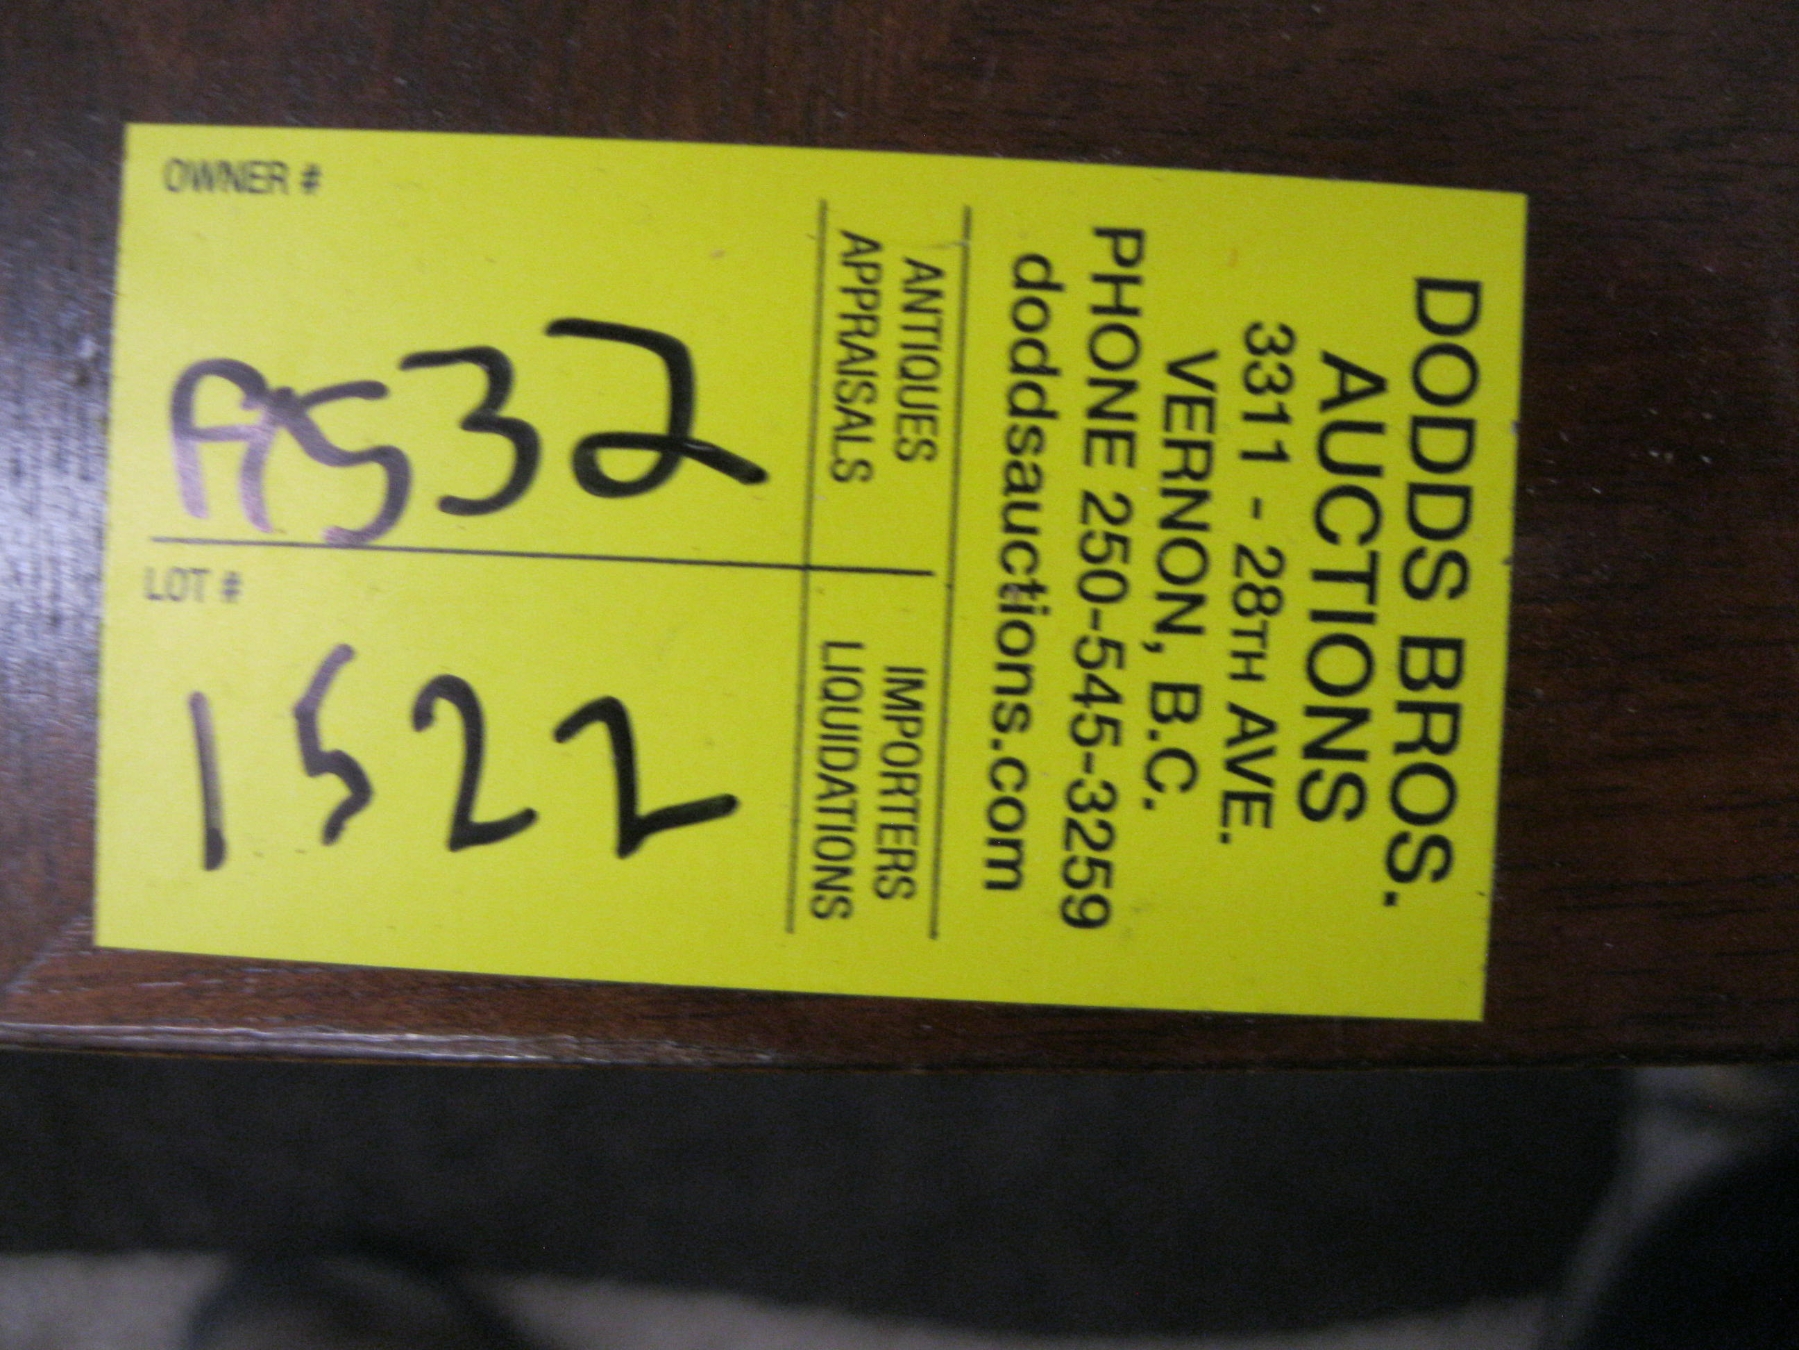 DODDS BROS.
AUCTIONS
3311 - 28TH AVE.
VERNON, B.C.
PHONE 250-545-3259
doddsauctions.com
ANTIQUES
APPRAISALS
IMPORTERS
LIQUIDATIONS
OWNER #
A532
LOT #
1522